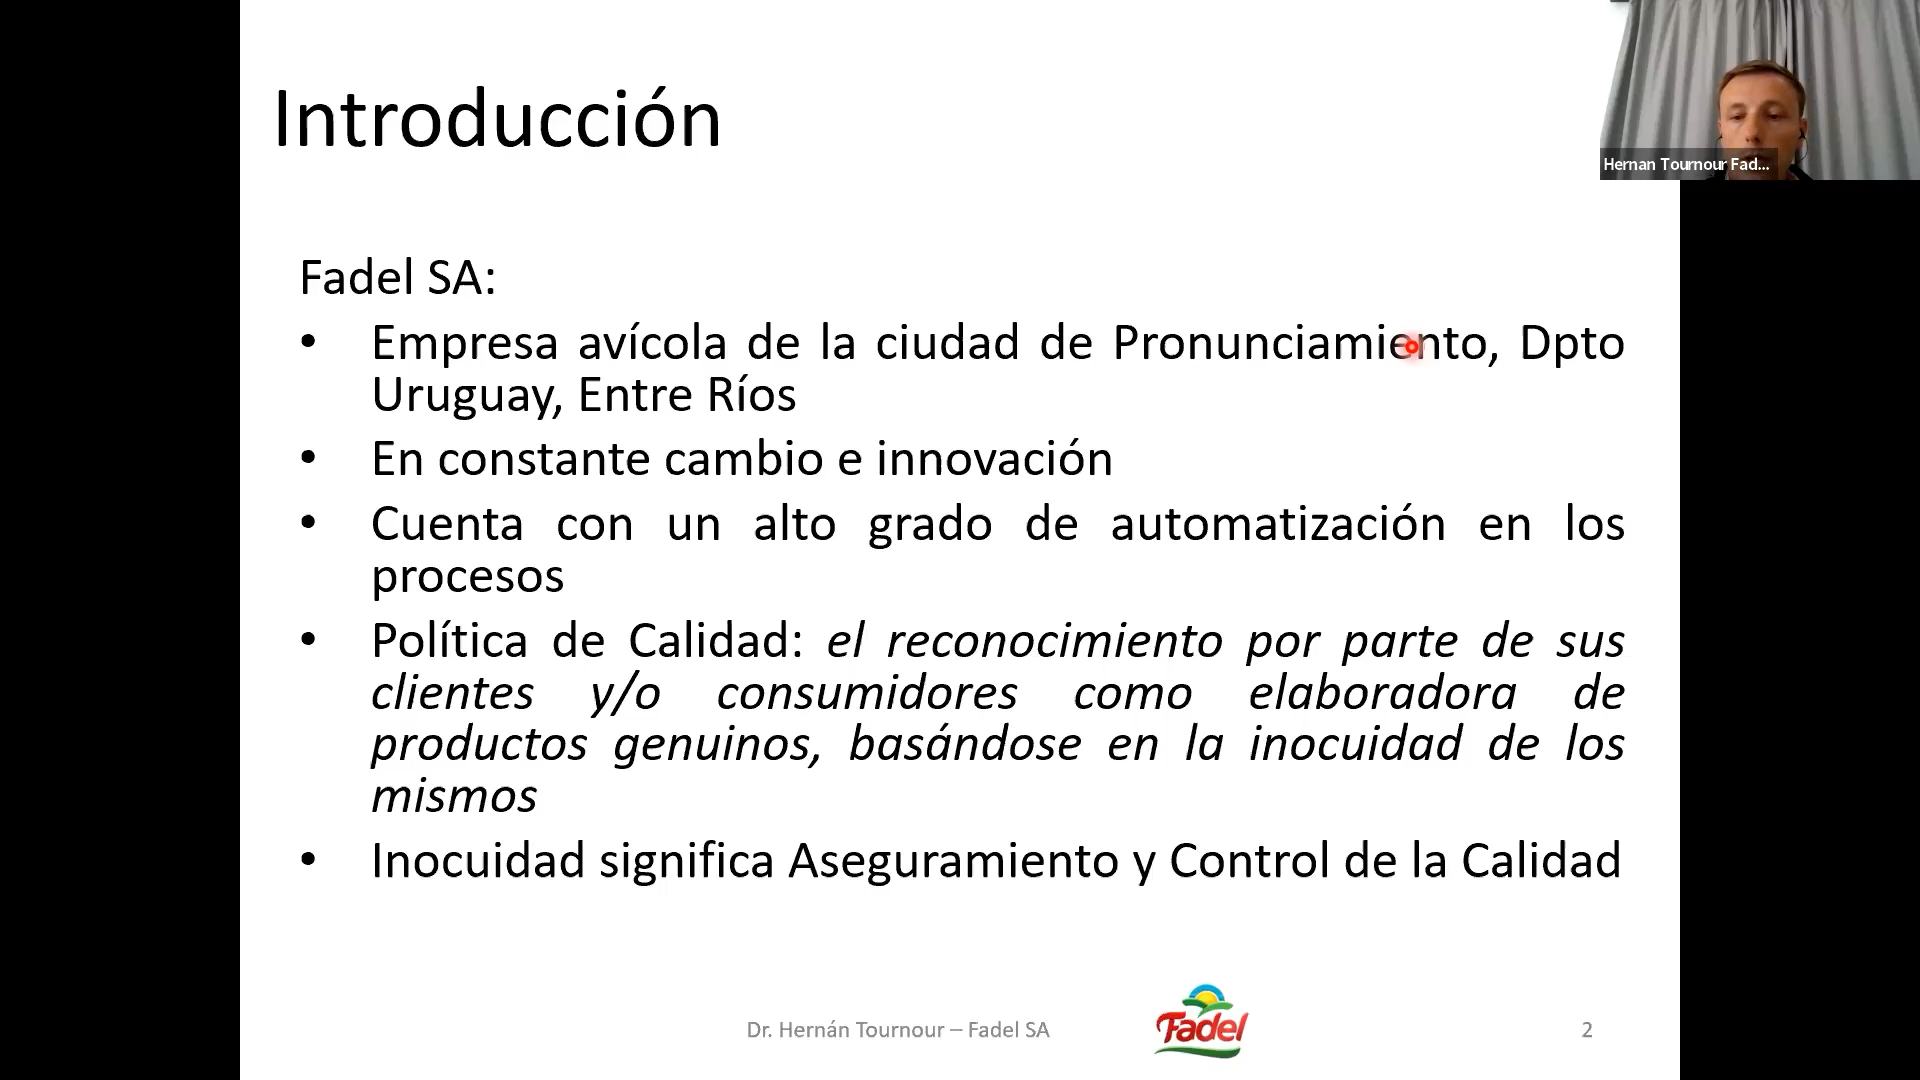 Introducción
Hernan Tournour Fad...
Fadel SA:
• Empresa avícola de la ciudad de Pronunciamiento, Dpto
Uruguay, Entre Ríos
• En constante cambio e innovación
• Cuenta con un alto grado de automatización en los
procesos
• Política de Calidad: el reconocimiento por parte de sus
clientes y/o consumidores como elaboradora de
productos genuinos, basándose en la inocuidad de los
mismos
• Inocuidad significa Aseguramiento y Control de la Calidad
Dr. Hernán Tournour – Fadel SA
Fadel
2